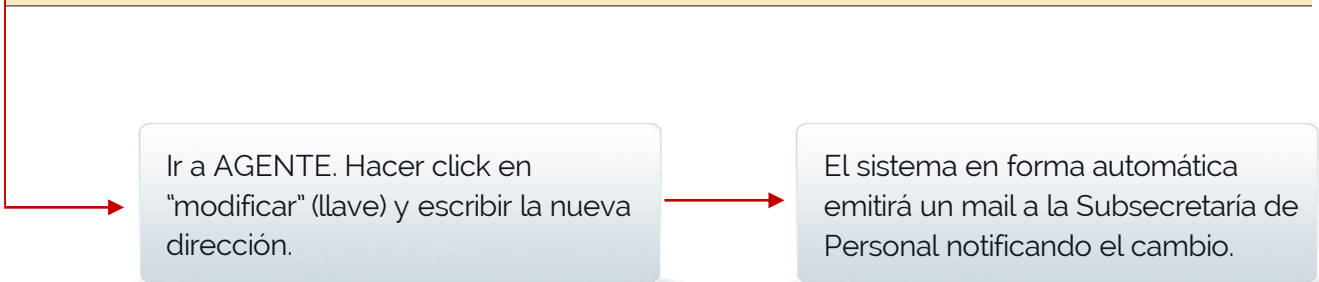 Ir a AGENTE. Hacer click en
“modificar” (llave) y escribir la nueva
dirección.
El sistema en forma automática
emitirá un mail a la Subsecretaría de
Personal notificando el cambio.